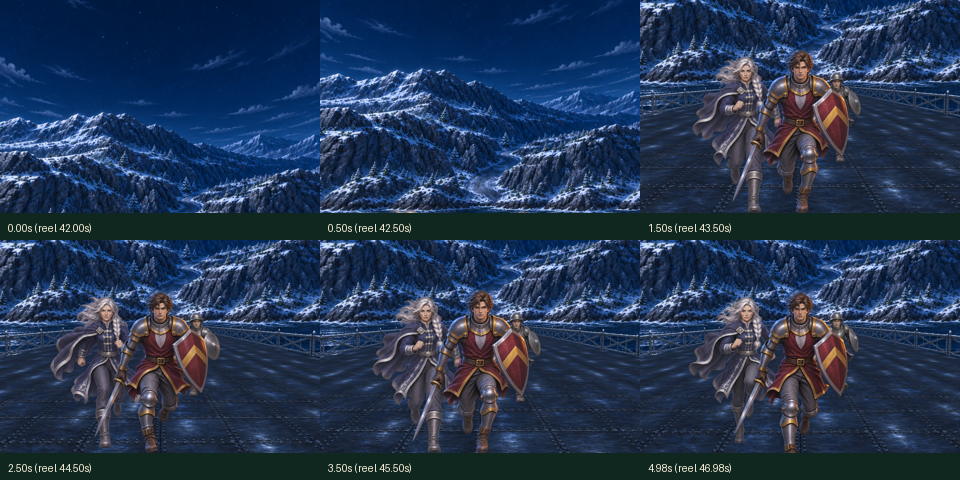 0.00s (reel 42.00s)
0.50s (reel 42.50s)
1.50s (reel 43.50s)
2.50s (reel 44.50s)
3.50s (reel 45.50s)
4.98s (reel 46.98s)